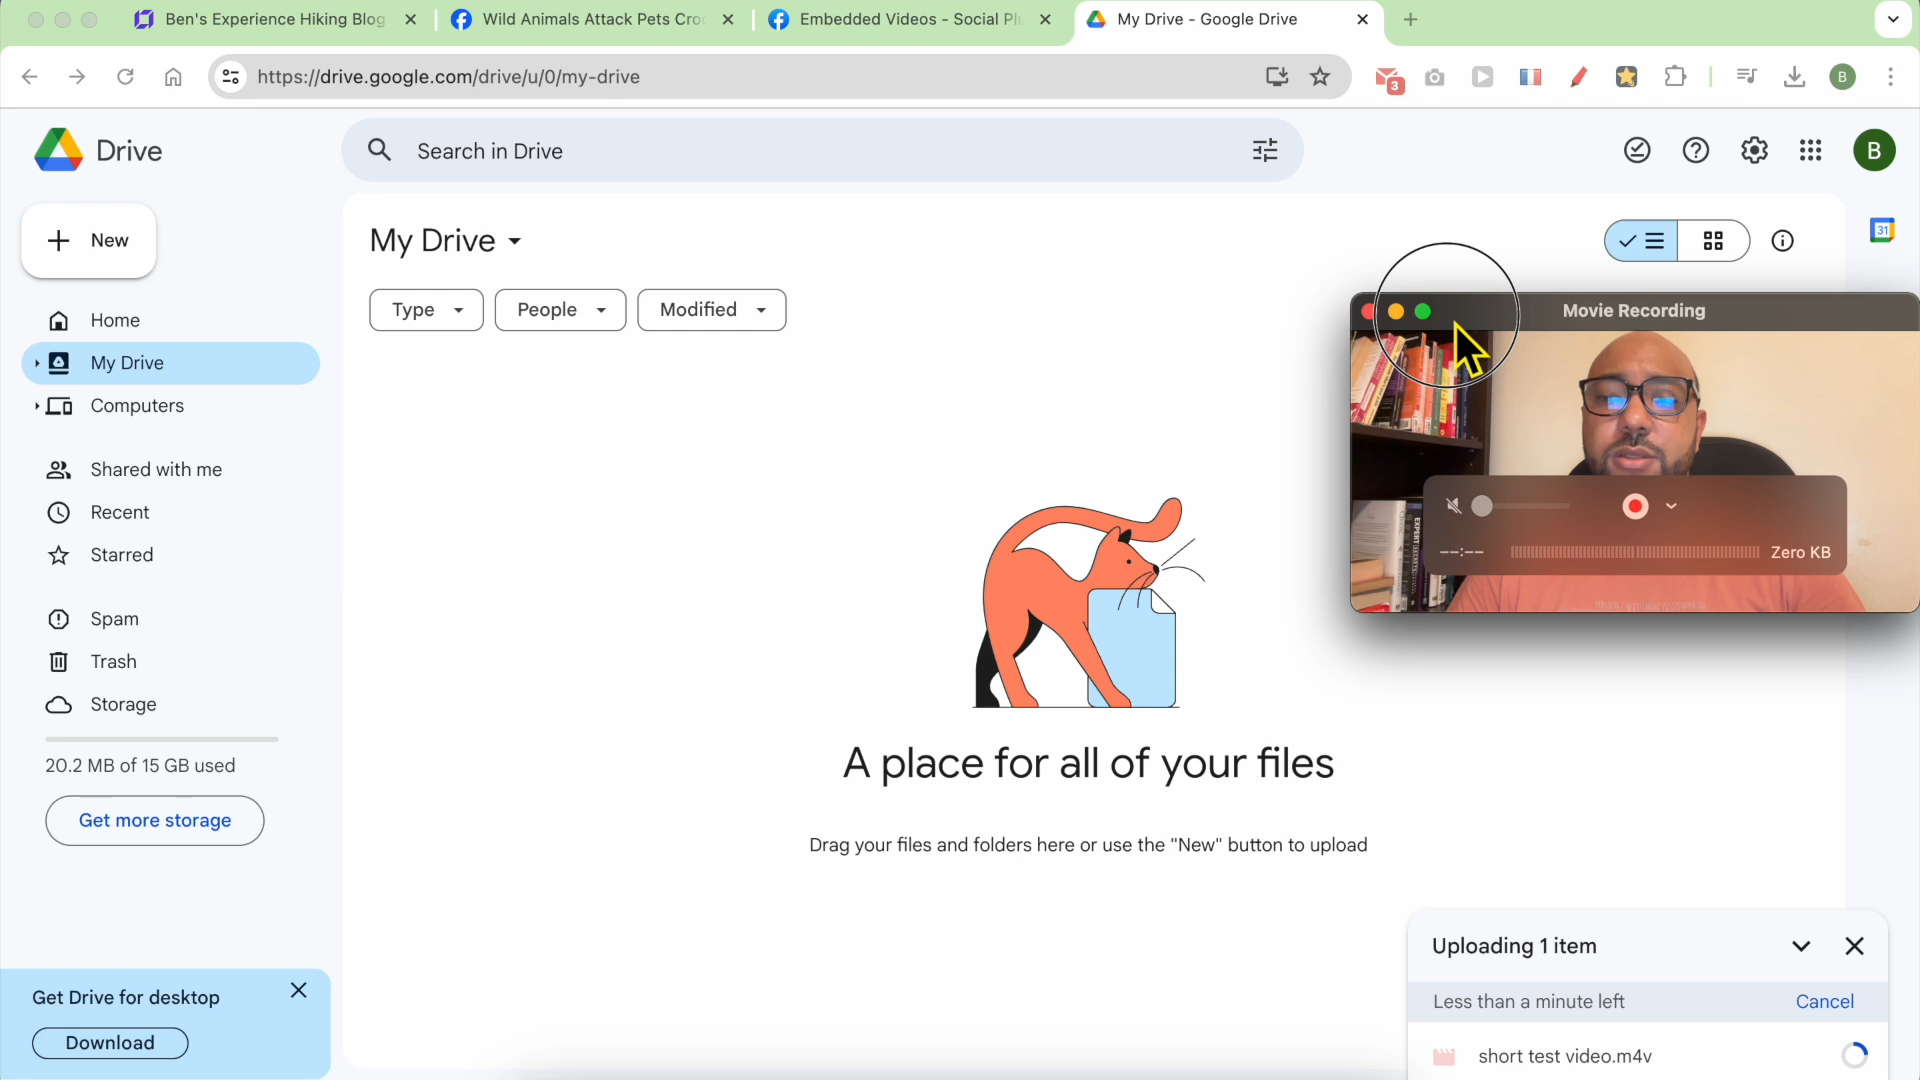 Ben's Experience Hiking Blog
Wild Animals Attack Pets Croc
Embedded Videos - Social Plu
My Drive - Google Drive
https://drive.google.com/drive/u/0/my-drive
3
B
Drive
Search in Drive
B
New
My Drive
31
Type
People
Modified
Movie Recording
Home
My Drive
Computers
Shared with me
Recent
Starred
--:--
Zero KB
Spam
Trash
Storage
20.2 MB of 15 GB used
Get more storage
A place for all of your files
Drag your files and folders here or use the "New" button to upload
Uploading 1 item
Less than a minute left
Cancel
short test video.m4v
Get Drive for desktop
Download